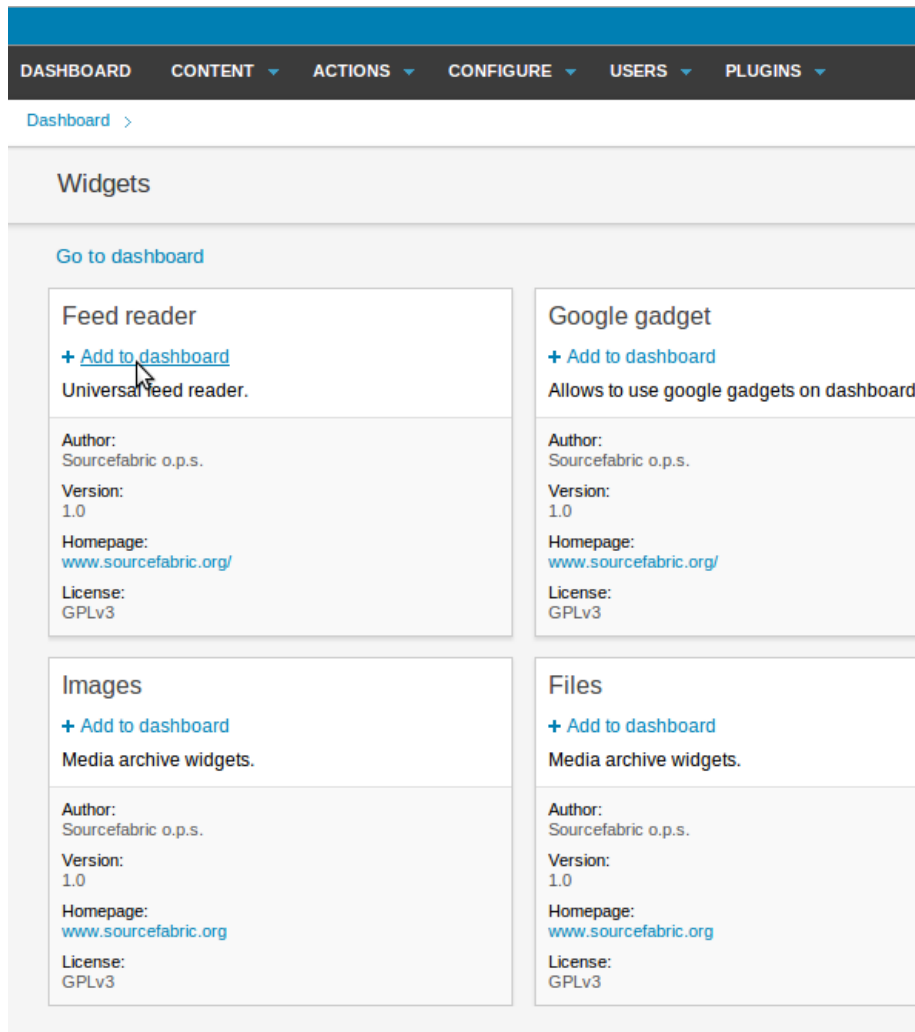 DASHBOARD CONTENT ACTIONS CONFIGURE USERS PLUGINS
Dashboard >
Widgets
Go to dashboard
Feed reader
+ Add to dashboard
Universal feed reader.
Author:
Sourcefabric o.p.s.
Version:
1.0
Homepage:
www.sourcefabric.org/
License:
GPLv3
Google gadget
+ Add to dashboard
Allows to use google gadgets on dashboard
Author:
Sourcefabric o.p.s.
Version:
1.0
Homepage:
www.sourcefabric.org/
License:
GPLv3
Images
+ Add to dashboard
Media archive widgets.
Author:
Sourcefabric o.p.s.
Version:
1.0
Homepage:
www.sourcefabric.org
License:
GPLv3
Files
+ Add to dashboard
Media archive widgets.
Author:
Sourcefabric o.p.s.
Version:
1.0
Homepage:
www.sourcefabric.org
License:
GPLv3